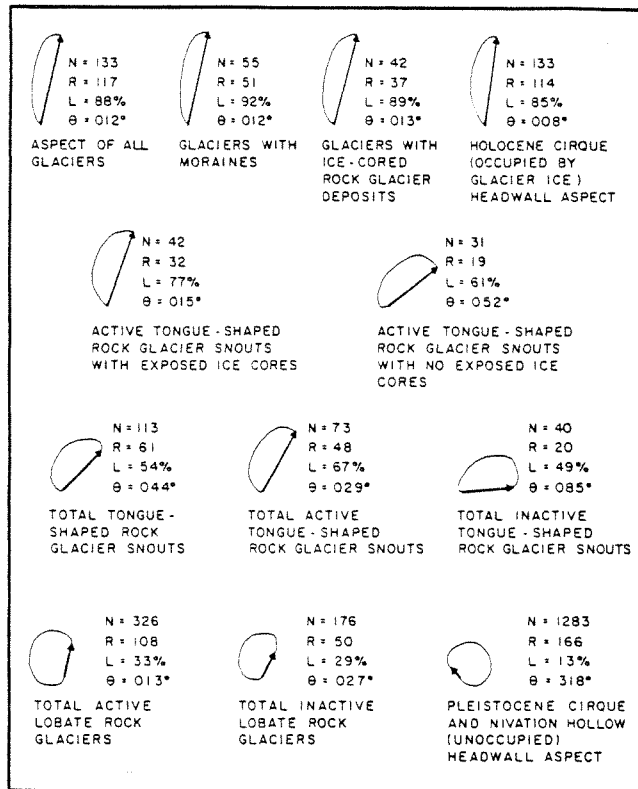 N = 133
R = 117
L = 88%
θ = 012°
ASPECT OF ALL
GLACIERS
N = 55
R = 51
L = 92%
θ = 012°
GLACIERS WITH
MORAINES
N = 42
R = 37
L = 89%
θ = 013°
GLACIERS WITH
ICE-CORED
ROCK GLACIER
DEPOSITS
N = 133
R = 114
L = 85%
θ = 008°
HOLOCENE CIRQUE
(OCCUPIED BY
GLACIER ICE)
HEADWALL ASPECT
N = 42
R = 32
L = 77%
θ = 015°
ACTIVE TONGUE-SHAPED
ROCK GLACIER SNOUTS
WITH EXPOSED ICE CORES
N = 31
R = 19
L = 61%
θ = 052°
ACTIVE TONGUE-SHAPED
ROCK GLACIER SNOUTS
WITH NO EXPOSED ICE
CORES
N = 113
R = 61
L = 54%
θ = 044°
TOTAL TONGUE-
SHAPED ROCK
GLACIER SNOUTS
N = 73
R = 48
L = 67%
θ = 029°
TOTAL ACTIVE
TONGUE-SHAPED
ROCK GLACIER SNOUTS
N = 40
R = 20
L = 49%
θ = 085°
TOTAL INACTIVE
TONGUE-SHAPED
ROCK GLACIER SNOUTS
N = 326
R = 108
L = 33%
θ = 013°
TOTAL ACTIVE
LOBATE ROCK
GLACIERS
N = 176
R = 50
L = 29%
θ = 027°
TOTAL INACTIVE
LOBATE ROCK
GLACIERS
N = 1283
R = 166
L = 13%
θ = 318°
PLEISTOCENE CIRQUE
AND NIVATION HOLLOW
(UNOCCUPIED)
HEADWALL ASPECT